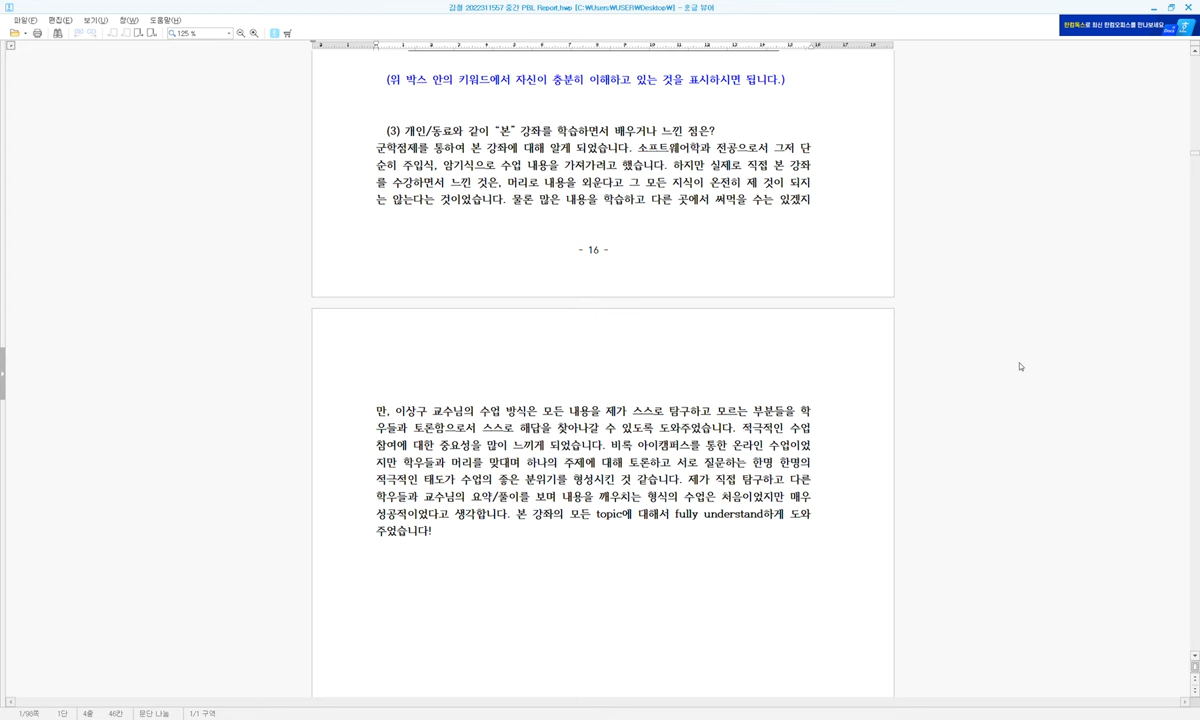 김철 2022311557 중간 PBL Report.hwp [C:\Users\USER\Desktop\] - 호글 뷰어
파일(F) 편집(E) 보기(U) 창(W) 도움말(H)
한컴독스로 최신 한컴오피스를 만나보세요
Docs
125 %
(위 박스 안의 키워드에서 자신이 충분히 이해하고 있는 것을 표시하시면 됩니다.)
(3) 개인/동료와 같이 “본” 강좌를 학습하면서 배우거나 느낀 점은?
군학점제를 통하여 본 강좌에 대해 알게 되었습니다. 소프트웨어학과 전공으로서 그저 단
순히 주입식, 암기식으로 수업 내용을 가져가려고 했습니다. 하지만 실제로 직접 본 강좌
를 수강하면서 느낀 것은, 머리로 내용을 외운다고 그 모든 지식이 온전히 제 것이 되지
는 않는다는 것이었습니다. 물론 많은 내용을 학습하고 다른 곳에서 써먹을 수는 있겠지
- 16 -
만, 이상구 교수님의 수업 방식은 모든 내용을 제가 스스로 탐구하고 모르는 부분들을 학
우들과 토론함으로서 스스로 해답을 찾아나갈 수 있도록 도와주었습니다. 적극적인 수업
참여에 대한 중요성을 많이 느끼게 되었습니다. 비록 아이캠퍼스를 통한 온라인 수업이었
지만 학우들과 머리를 맞대며 하나의 주제에 대해 토론하고 서로 질문하는 한명 한명의
적극적인 태도가 수업의 좋은 분위기를 형성시킨 것 같습니다. 제가 직접 탐구하고 다른
학우들과 교수님의 요약/풀이를 보며 내용을 깨우치는 형식의 수업은 처음이었지만 매우
성공적이었다고 생각합니다. 본 강좌의 모든 topic에 대해서 fully understand하게 도와
주었습니다!
1/98쪽 1단 4줄 46칸 문단 나눔 1/1 구역